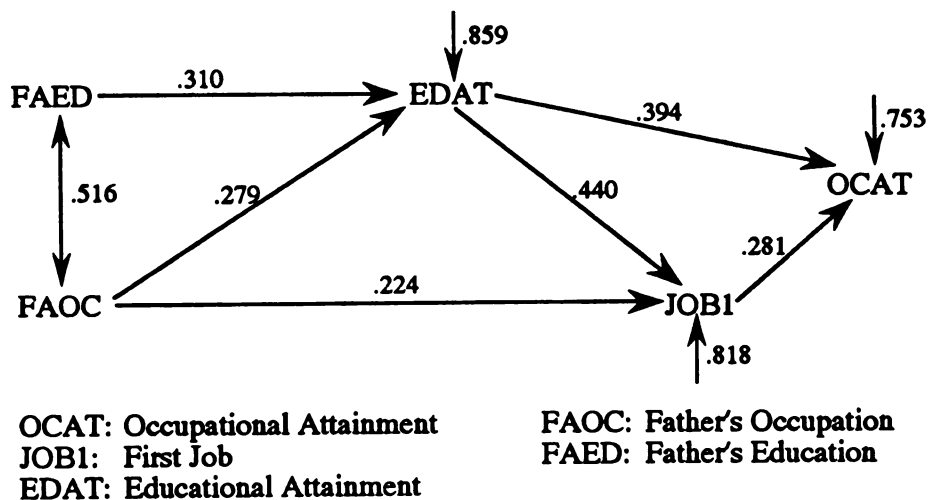 .859
.310
FAED
EDAT
.394
.753
OCAT
.516
.279
.440
.281
.224
FAOC
JOB1
.818
OCAT: Occupational Attainment
JOB1: First Job
EDAT: Educational Attainment
FAOC: Father's Occupation
FAED: Father's Education